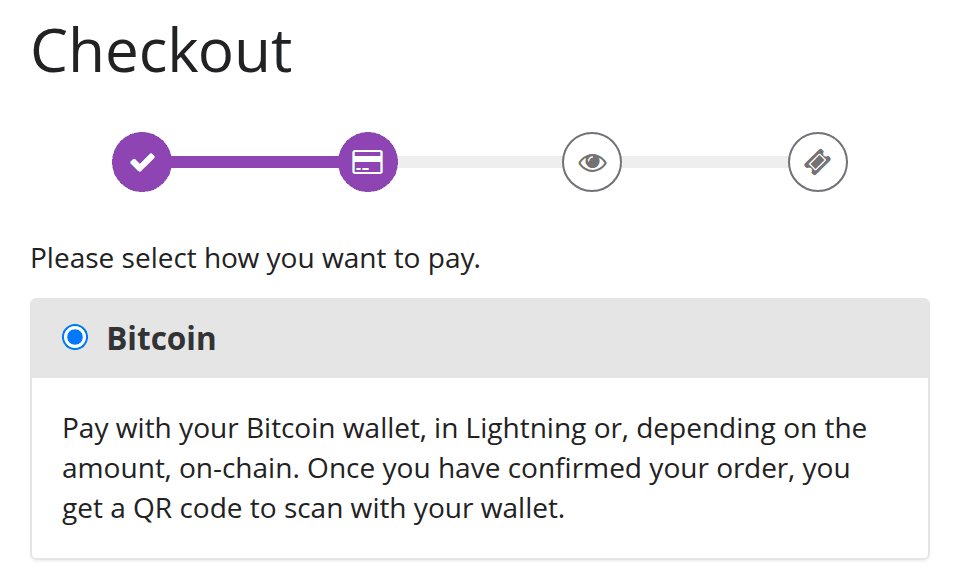 Checkout
Please select how you want to pay.
Bitcoin
Pay with your Bitcoin wallet, in Lightning or, depending on the
amount, on-chain. Once you have confirmed your order, you
get a QR code to scan with your wallet.